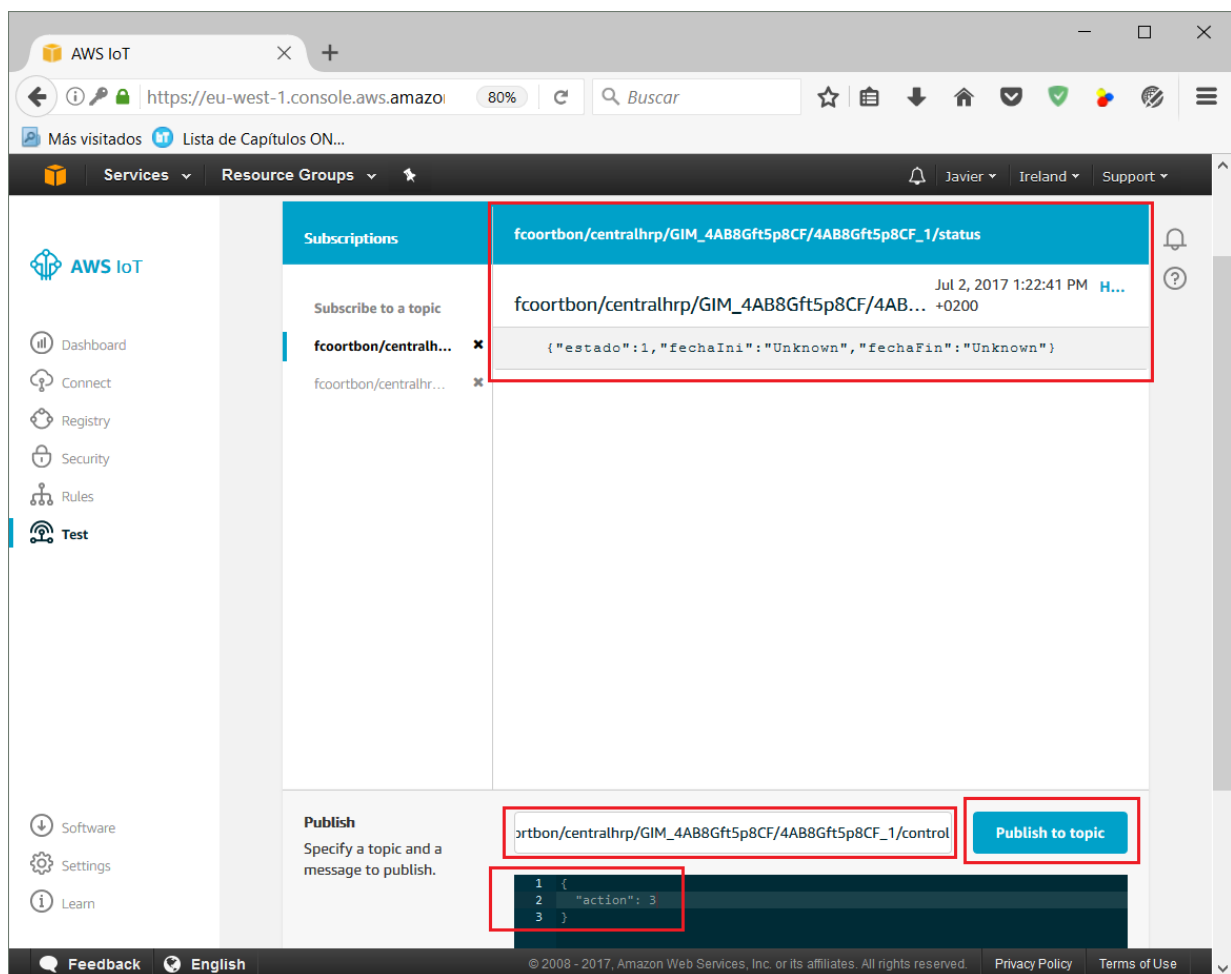 AWS IoT
https://eu-west-1.console.aws.amazo
80%
Buscar
Más visitados
Lista de Capítulos ON...
Services
Resource Groups
Javier
Ireland
Support
AWS IoT
Dashboard
Connect
Registry
Security
Rules
Test
Software
Settings
Learn
Subscriptions
Subscribe to a topic
fcoortbon/centralh...
fcoortbon/centralhr...
fcoortbon/centralhrp/GIM_4AB8Gft5p8CF/4AB8Gft5p8CF_1/status
fcoortbon/centralhrp/GIM_4AB8Gft5p8CF/4AB...
Jul 2, 2017 1:22:41 PM
+0200
H...
{"estado":1,"fechaIni":"Unknown","fechaFin":"Unknown"}
Publish
Specify a topic and a
message to publish.
ortbon/centralhrp/GIM_4AB8Gft5p8CF/4AB8Gft5p8CF_1/control
Publish to topic
1 {
2 "action": 3
3 }
Feedback
English
© 2008 - 2017, Amazon Web Services, Inc. or its affiliates. All rights reserved.
Privacy Policy
Terms of Use